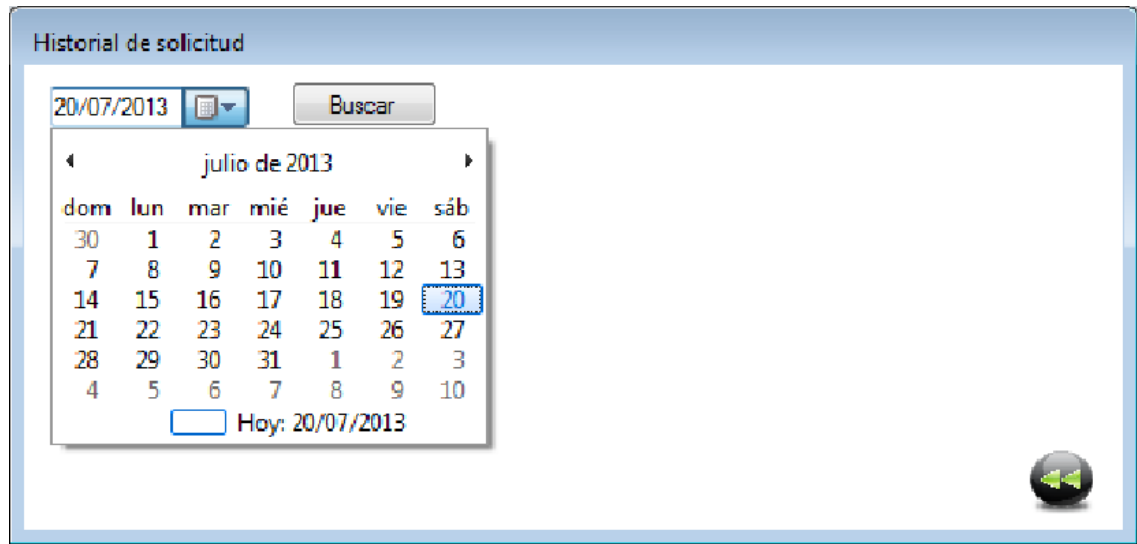 Historial de solicitud
20/07/2013 Buscar
julio de 2013
dom lun mar mié jue vie sáb
30 1 2 3 4 5 6
7 8 9 10 11 12 13
14 15 16 17 18 19 20
21 22 23 24 25 26 27
28 29 30 31 1 2 3
4 5 6 7 8 9 10
Hoy: 20/07/2013